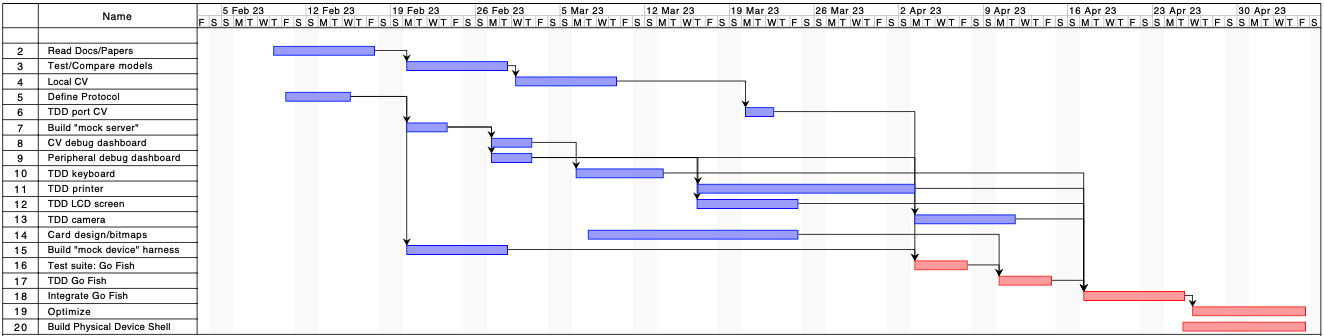 Name
5 Feb 23 12 Feb 23 19 Feb 23 26 Feb 23 5 Mar 23 12 Mar 23 19 Mar 23 26 Mar 23 2 Apr 23 9 Apr 23 16 Apr 23 23 Apr 23 30 Apr 23
F S S M T W T F S S M T W T F S S M T W T F S S M T W T F S S M T W T F S S M T W T F S S M T W T F S S M T W T F S S M T W T F S S M T W T F S S M T W T F S S M T W T F S S M T W T F S
2 Read Docs/Papers
3 Test/Compare models
4 Local CV
5 Define Protocol
6 TDD port CV
7 Build "mock server"
8 CV debug dashboard
9 Peripheral debug dashboard
10 TDD keyboard
11 TDD printer
12 TDD LCD screen
13 TDD camera
14 Card design/bitmaps
15 Build "mock device" harness
16 Test suite: Go Fish
17 TDD Go Fish
18 Integrate Go Fish
19 Optimize
20 Build Physical Device Shell